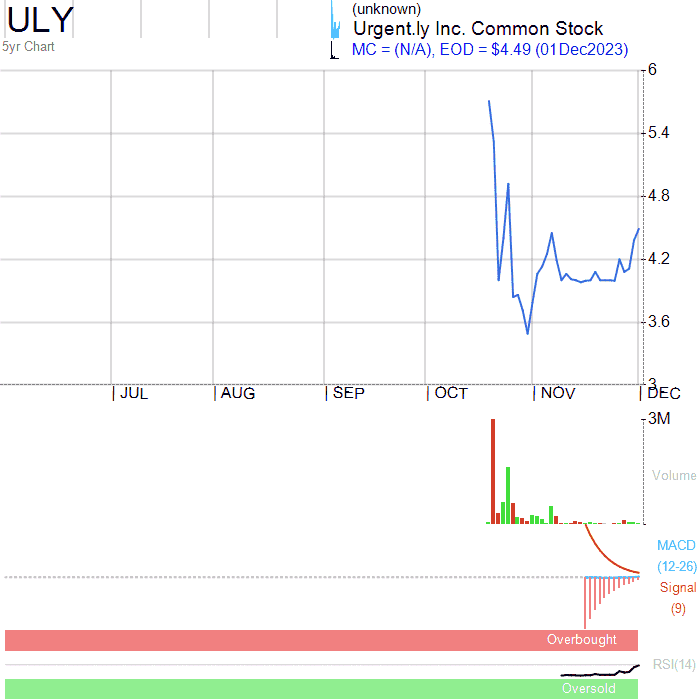 ULY
(unknown)
Urgent.ly Inc. Common Stock
5yr Chart
MC = (N/A), EOD = $4.49 (01Dec2023)
6
5.4
4.8
4.2
3.6
3
JUL AUG SEP OCT NOV DEC
3M
Volume
MACD
(12-26)
Signal
(9)
Overbought
RSI(14)
Oversold